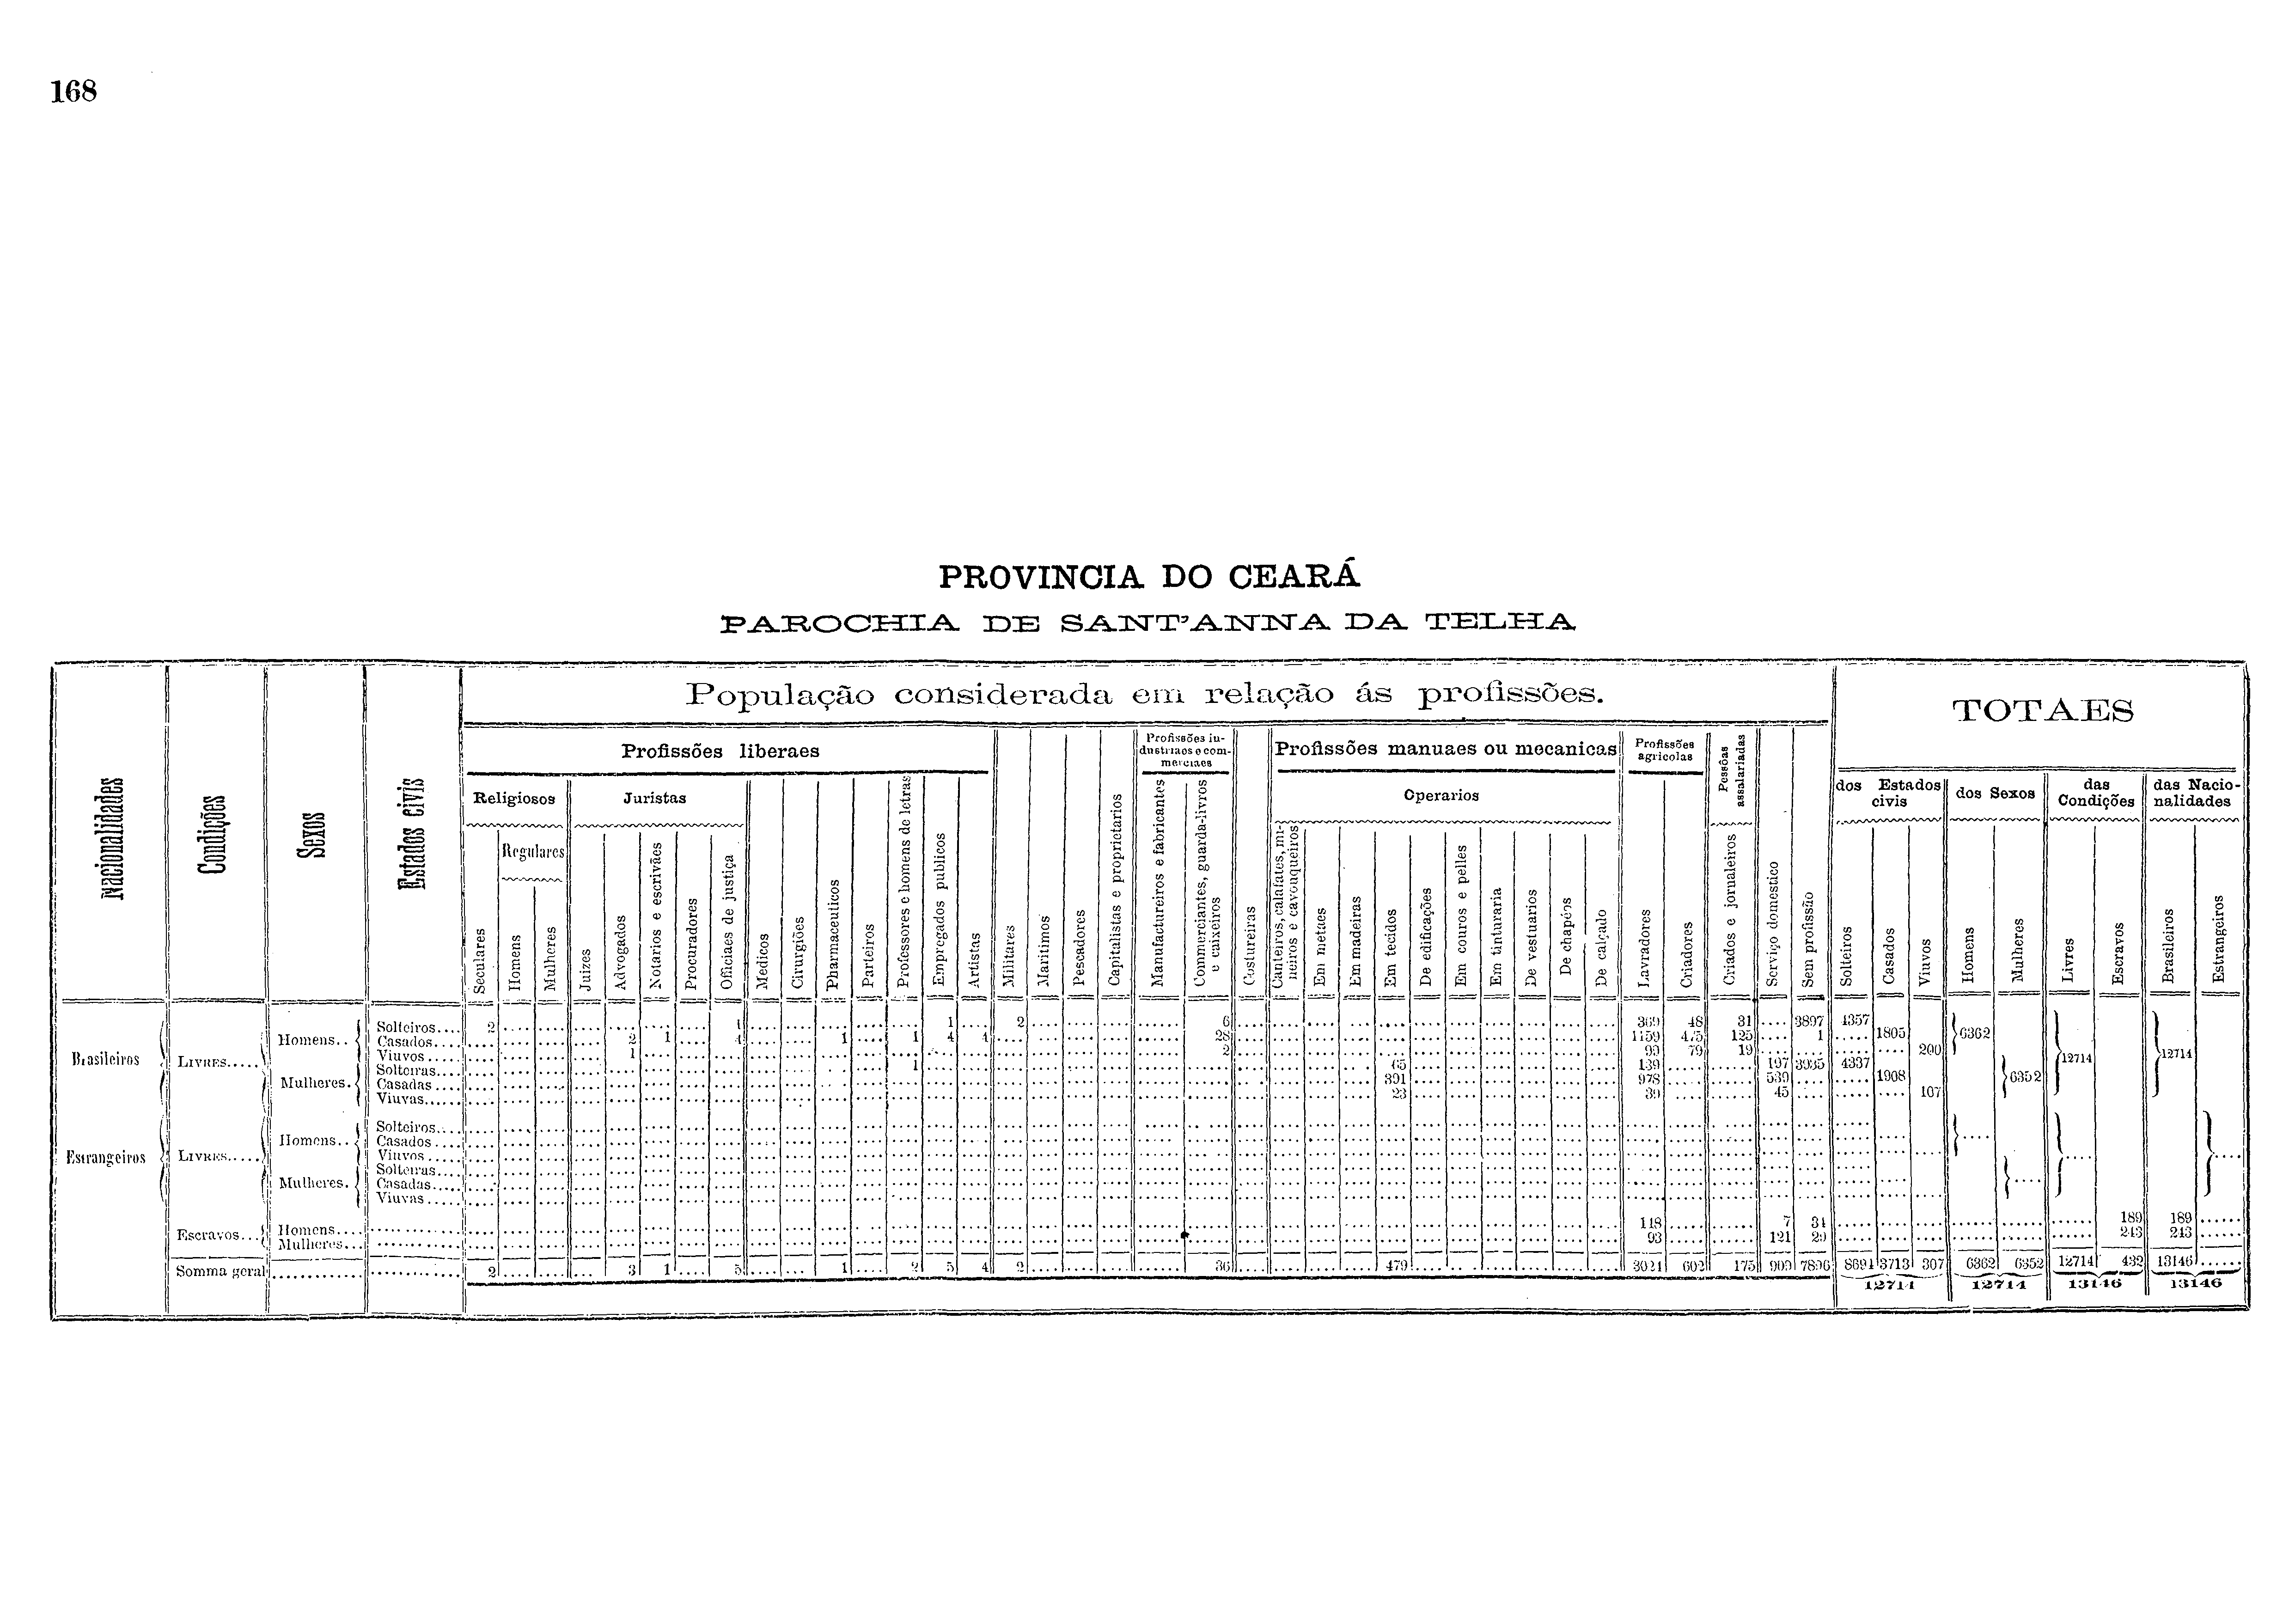 168
PROVINCIA DO CEARÁ
PAROCHIA DE SANT'ANNA DA TELHA
Nacionalidades
Condições
Sexos
Estados civis
População considerada em relação ás profissões.
TOTAES
Profissões liberaes
Profissões industriaes e commerciaes
Profissões manuaes ou mecanicas
Profissões agricolas
Pessôas assalariadas
dos Estados civis
dos Sexos
das Condições
das Nacionalidades
Religiosos
Juristas
Operarios
Regulares
Seculares
Homens
Mulheres
Juizes
Advogados
Notarios e escrivães
Procuradores
Officiaes de justiça
Medicos
Cirurgiões
Pharmaceuticos
Parteiros
Professores e homens de letras
Empregados publicos
Artistas
Militares
Maritimos
Pescadores
Capitalistas e proprietarios
Manufactureiros e fabricantes
Commerciantes, guarda-livros e caixeiros
Costureiras
Canteiros, calafates, mineiros e cavouqueiros
Em metaes
Em madeiras
Em tecidos
De edificações
Em couros e pelles
Em tinturaria
De vestuarios
De chapéos
De calçado
Lavradores
Criadores
Criados e jornaleiros
Serviço domestico
Sem profissão
Solteiros
Casados
Viuvos
Homens
Mulheres
Livres
Escravos
Brasileiros
Estrangeiros
Brasileiros LIVRES..... Homens.. Solteiros.... 2 1 1 2 6 369 48 31 3897 4357
Casados.... 2 1 4 1 1 4 4 28 1159 475 125 1 1805 6362
Viuvos..... 1 2 99 79 19 200
Mulheres. Solteiras.... 1 65 139 197 3935 4337 12714 12714
Casadas.... 391 978 539 1908 6352
Viuvas...... 23 39 45 107
Estrangeiros LIVRES..... Homens.. Solteiros....
Casados....
Viuvos.....
Mulheres. Solteiras....
Casadas.....
Viuvas.....
Escravos... Homens.... 118 7 31 189 189
Mulheres... 93 121 29 243 243
Somma geral 2 3 1 5 1 2 5 4 2 36 479 3021 602 175 909 7896 8694 3713 307 6362 6352 12714 432 13146
12714 12714 13146 13146